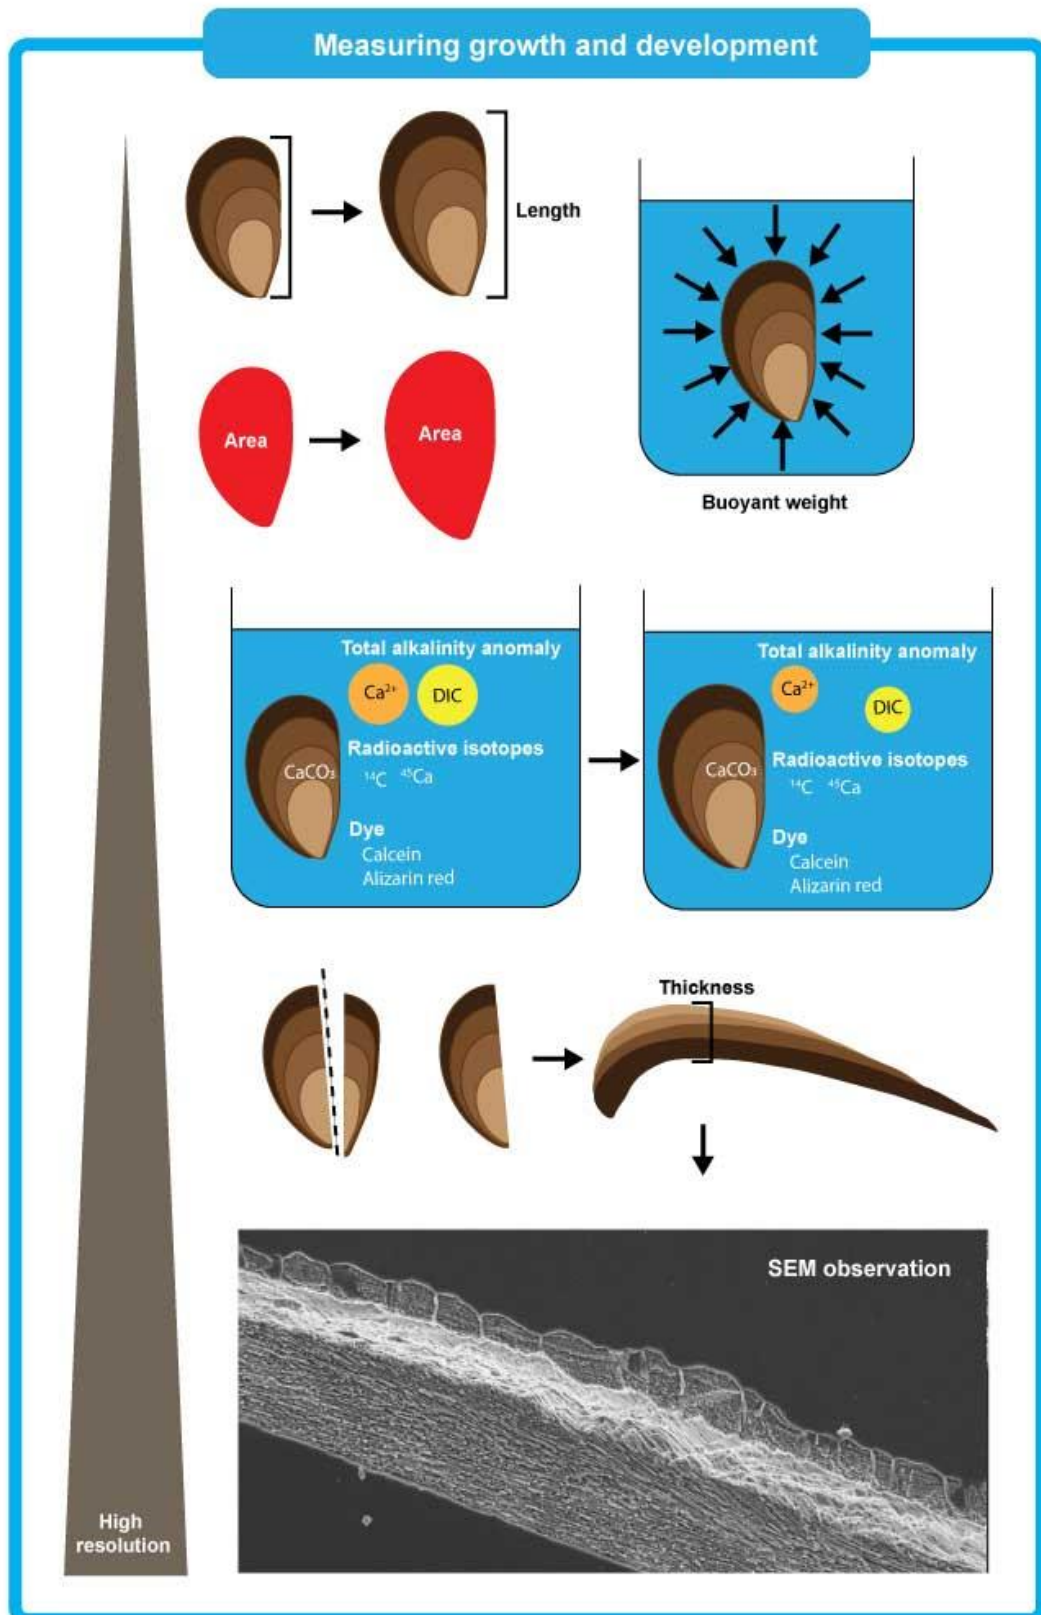 Measuring growth and development
Length
Area
Area
Buoyant weight
Total alkalinity anomaly
Ca²⁺
DIC
CaCO₃
Radioactive isotopes
¹⁴C ⁴⁵Ca
Dye
Calcein
Alizarin red
Total alkalinity anomaly
Ca²⁺
DIC
CaCO₃
Radioactive isotopes
¹⁴C ⁴⁵Ca
Dye
Calcein
Alizarin red
Thickness
SEM observation
High
resolution